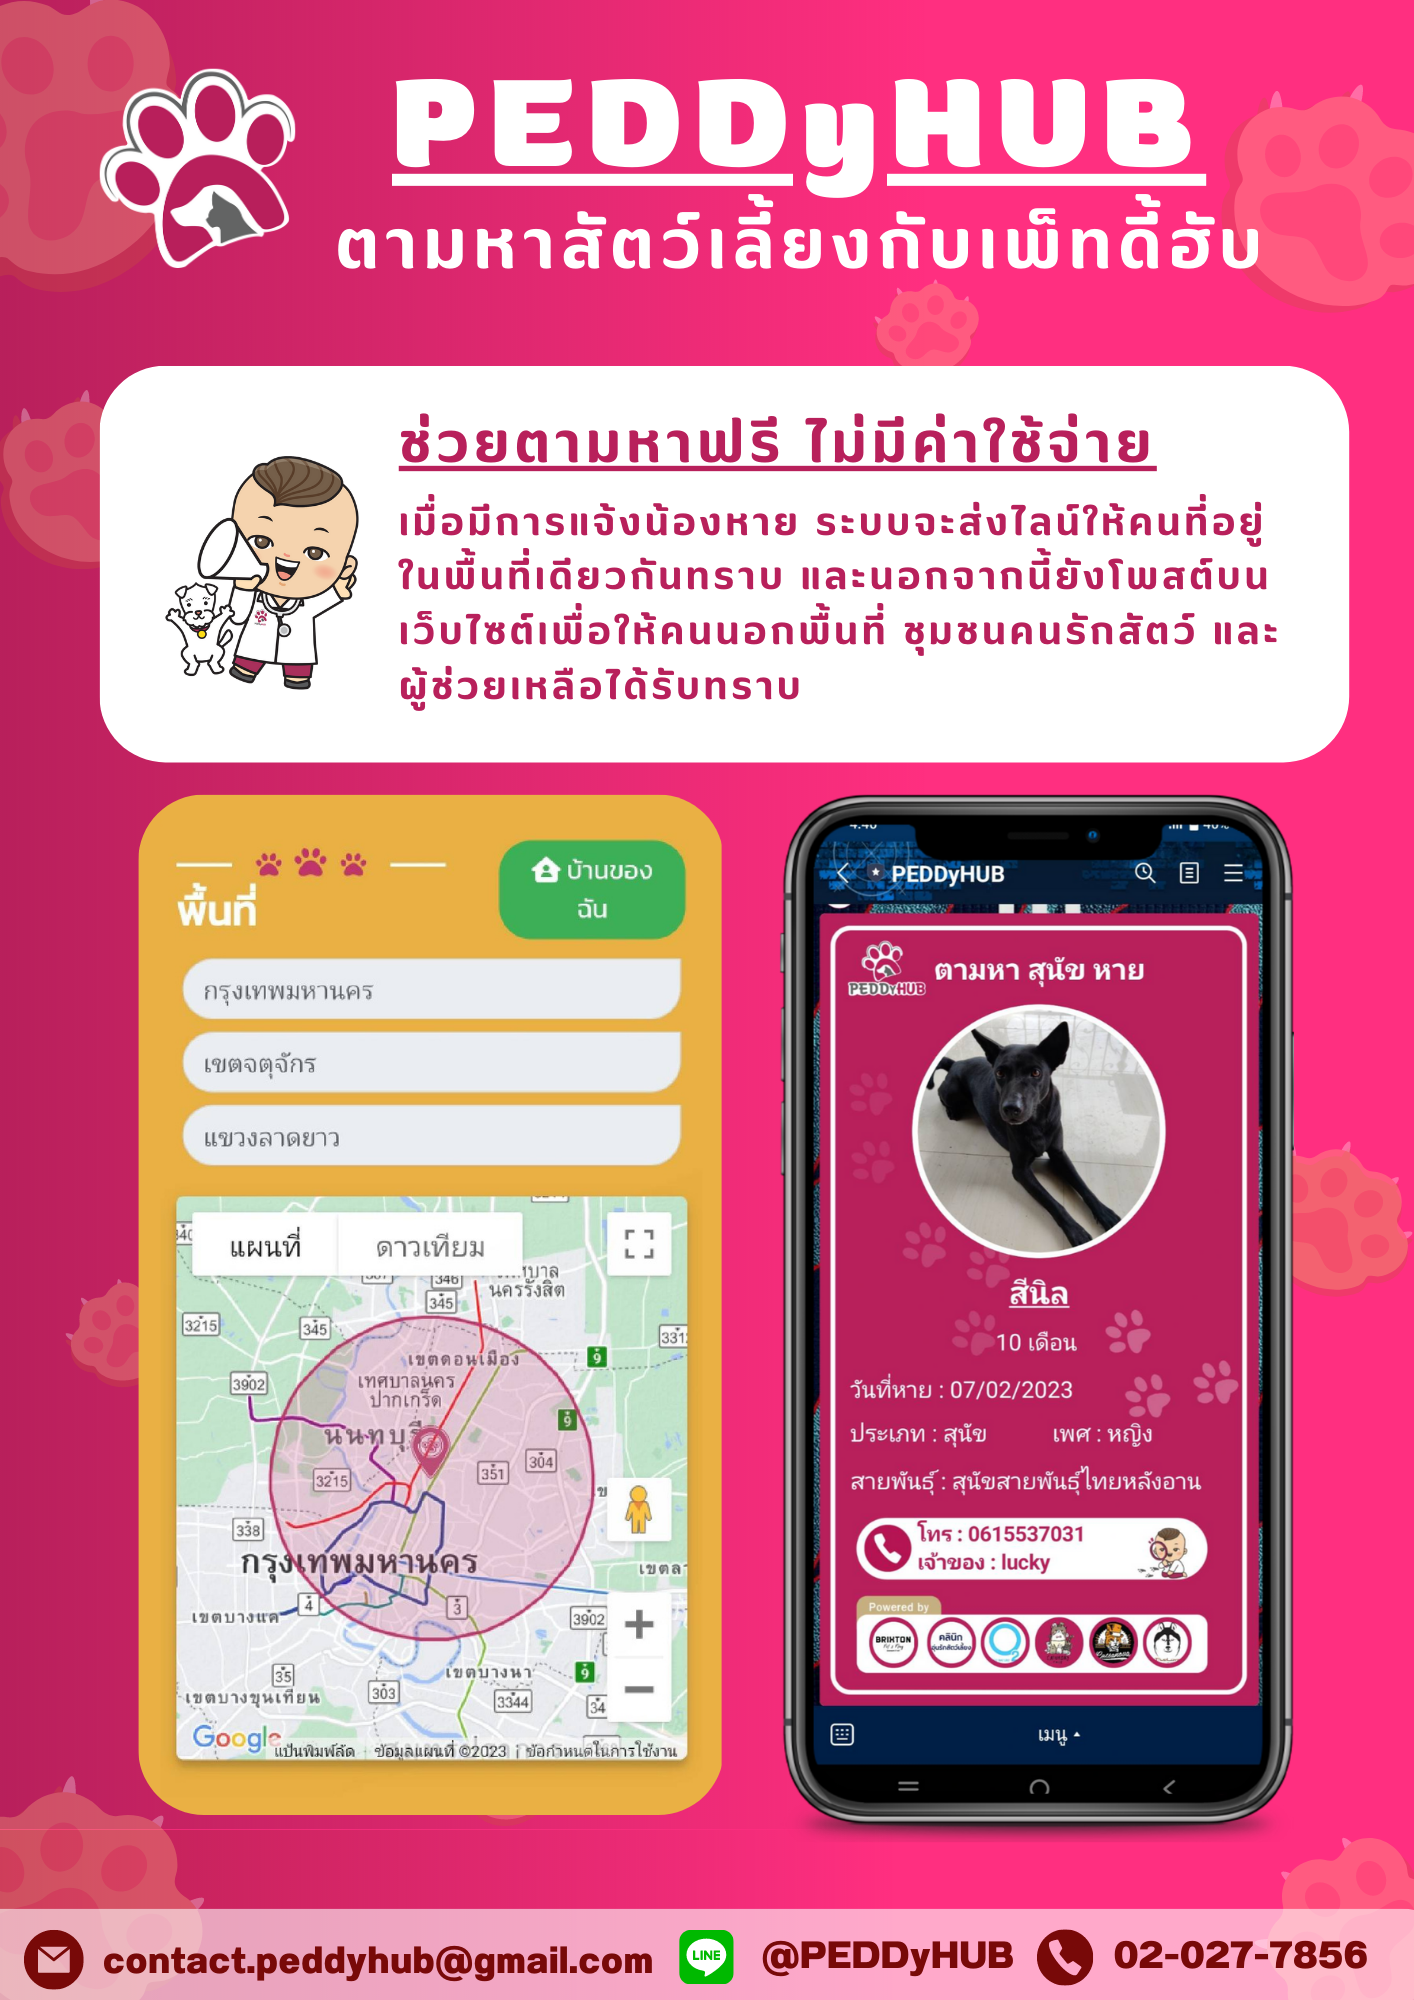 PEDDyHUB
ตามหาสัตว์เลี้ยงกับเพ็ทดี้ฮับ
ช่วยตามหาฟรี ไม่มีค่าใช้จ่าย
เมื่อมีการแจ้งน้องหาย ระบบจะส่งไลน์ให้คนที่อยู่
ในพื้นที่เดียวกันทราบ และนอกจากนี้ยังโพสต์บน
เว็บไซต์เพื่อให้คนนอกพื้นที่ ชุมชนคนรักสัตว์ และ
ผู้ช่วยเหลือได้รับทราบ
พื้นที่
บ้านของ
ฉัน
กรุงเทพมหานคร
เขตจตุจักร
แขวงลาดยาว
แผนที่ ดาวเทียม
346
นครรังสิต
345
3215
345
เขตดอนเมือง
9
3902
เทศบาลนคร
ปากเกร็ด
9
304
351
3215
338
กรุงเทพมหานคร
เขตบางแค
4
3
3902
เขตบางนา
9
35
เขตบางขุนเทียน
303
3344
34
Google
แป้นพิมพ์ลัด ข้อมูลแผนที่ ©2023 ข้อกำหนดในการใช้งาน
PEDDyHUB
PEDDyHUB
ตามหา สุนัข หาย
สีนิล
10 เดือน
วันที่หาย : 07/02/2023
ประเภท : สุนัข เพศ : หญิง
สายพันธุ์ : สุนัขสายพันธุ์ไทยหลังอาน
โทร : 0615537031
เจ้าของ : lucky
Powered by
BRIXTON
คลินิก
เมนู
contact.peddyhub@gmail.com
LINE
@PEDDyHUB
02-027-7856